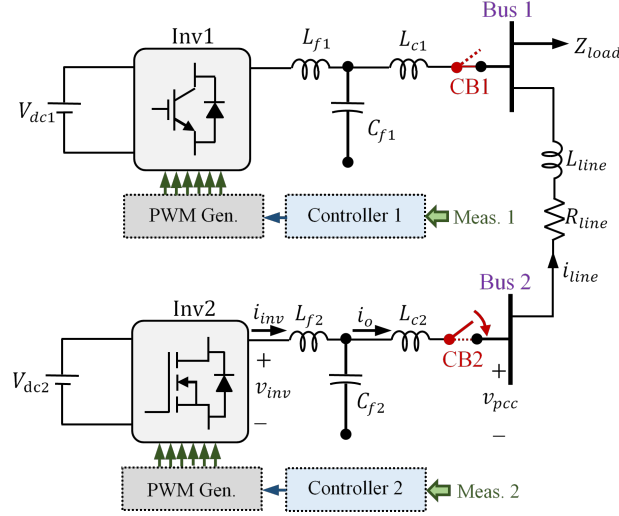 Bus 1
Inv1
L_{f1}
L_{c1}
Z_{load}
CB1
V_{dc1}
C_{f1}
L_{line}
R_{line}
PWM Gen.
Controller 1
Meas. 1
i_{line}
Bus 2
Inv2
i_{inv}
L_{f2}
i_o
L_{c2}
CB2
+
+
V_{dc2}
v_{inv}
C_{f2}
v_{pcc}
−
−
PWM Gen.
Controller 2
Meas. 2